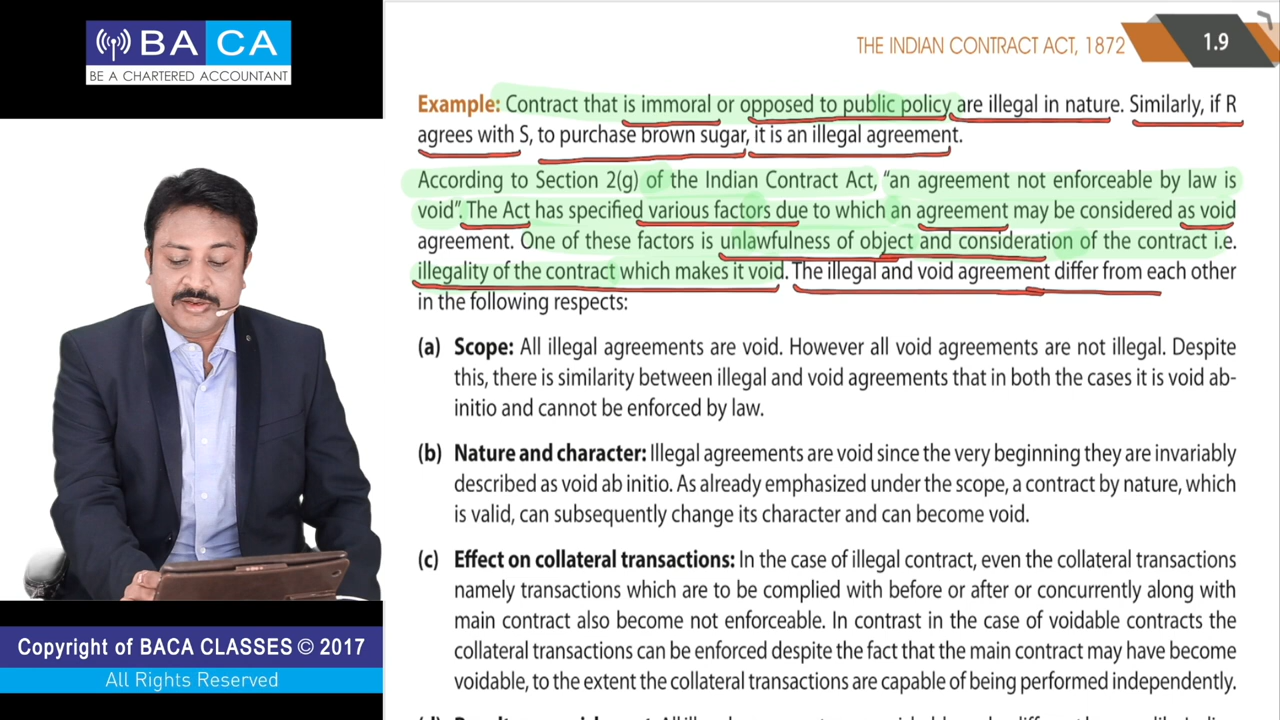 BA CA
BE A CHARTERED ACCOUNTANT
THE INDIAN CONTRACT ACT, 1872
1.9
Example: Contract that is immoral or opposed to public policy are illegal in nature. Similarly, if R
agrees with S, to purchase brown sugar, it is an illegal agreement.
According to Section 2(g) of the Indian Contract Act, “an agreement not enforceable by law is
void”. The Act has specified various factors due to which an agreement may be considered as void
agreement. One of these factors is unlawfulness of object and consideration of the contract i.e.
illegality of the contract which makes it void. The illegal and void agreement differ from each other
in the following respects:
(a) Scope: All illegal agreements are void. However all void agreements are not illegal. Despite
this, there is similarity between illegal and void agreements that in both the cases it is void ab-
initio and cannot be enforced by law.
(b) Nature and character: Illegal agreements are void since the very beginning they are invariably
described as void ab initio. As already emphasized under the scope, a contract by nature, which
is valid, can subsequently change its character and can become void.
(c) Effect on collateral transactions: In the case of illegal contract, even the collateral transactions
namely transactions which are to be complied with before or after or concurrently along with
main contract also become not enforceable. In contrast in the case of voidable contracts the
collateral transactions can be enforced despite the fact that the main contract may have become
voidable, to the extent the collateral transactions are capable of being performed independently.
Copyright of BACA CLASSES © 2017
All Rights Reserved